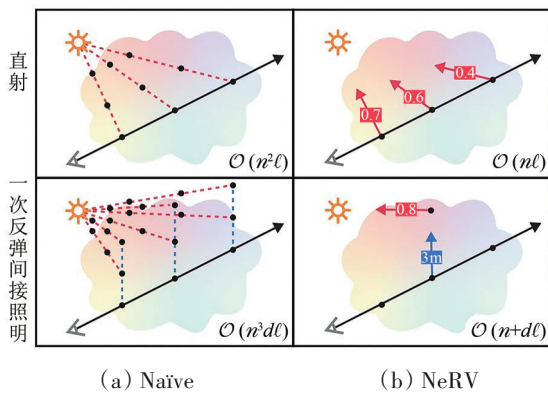 直射
0.4
0.6
0.7
𝒪(n²ℓ)
𝒪(nℓ)
一次反弹间接照明
0.8
3m
𝒪(n³dℓ)
𝒪(n+dℓ)
(a) Naïve
(b) NeRV